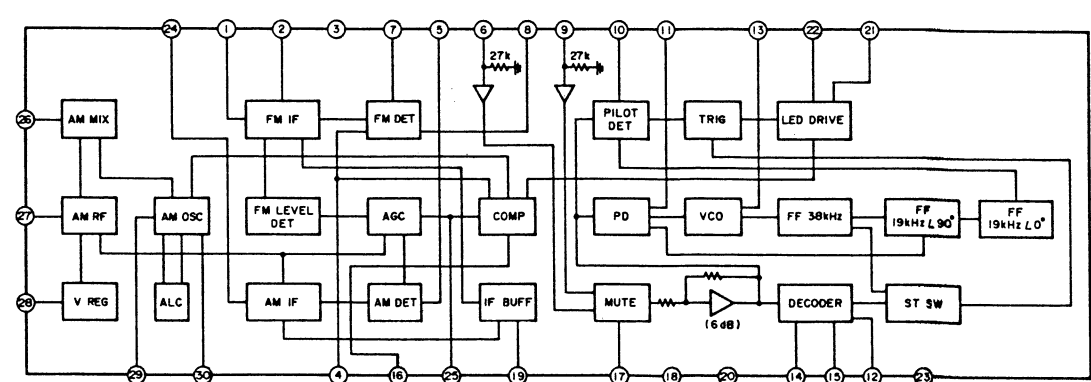 24 1 2 3 7 5 6 8 9 10 11 13 22 21
27k 27k
26 AM MIX FM IF FM DET PILOT DET TRIG LED DRIVE
27 AM RF AM OSC FM LEVEL DET AGC COMP PD VCO FF 38kHz FF 19kHz∠90° FF 19kHz∠0°
28 V REG ALC AM IF AM DET IF BUFF MUTE (6dB) DECODER ST SW
29 30 4 16 25 19 17 18 20 14 15 12 23